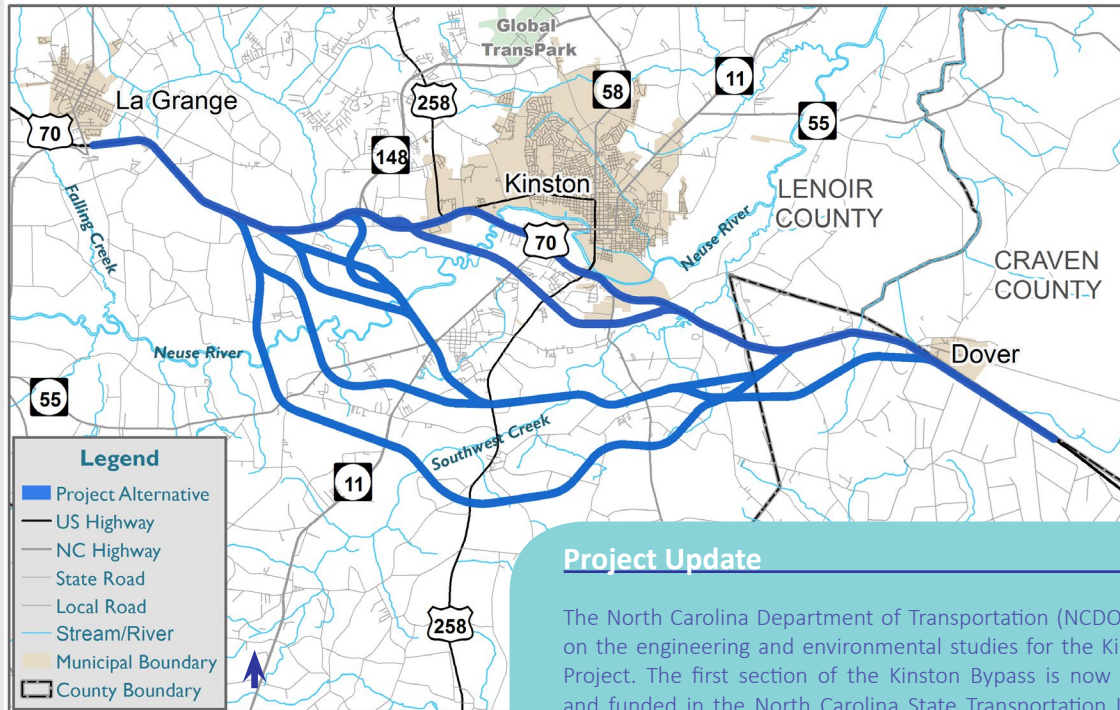 Global
TransPark
11
58
258
La Grange
70
55
148
Kinston
LENOIR
COUNTY
Falling Creek
70
Neuse River
CRAVEN
COUNTY
Neuse River
Dover
55
Southwest Creek
11
258
Legend
Project Alternative
US Highway
NC Highway
State Road
Local Road
Stream/River
Municipal Boundary
County Boundary
Project Update
The North Carolina Department of Transportation (NCDO
on the engineering and environmental studies for the Ki
Project. The first section of the Kinston Bypass is now
and funded in the North Carolina State Transportation